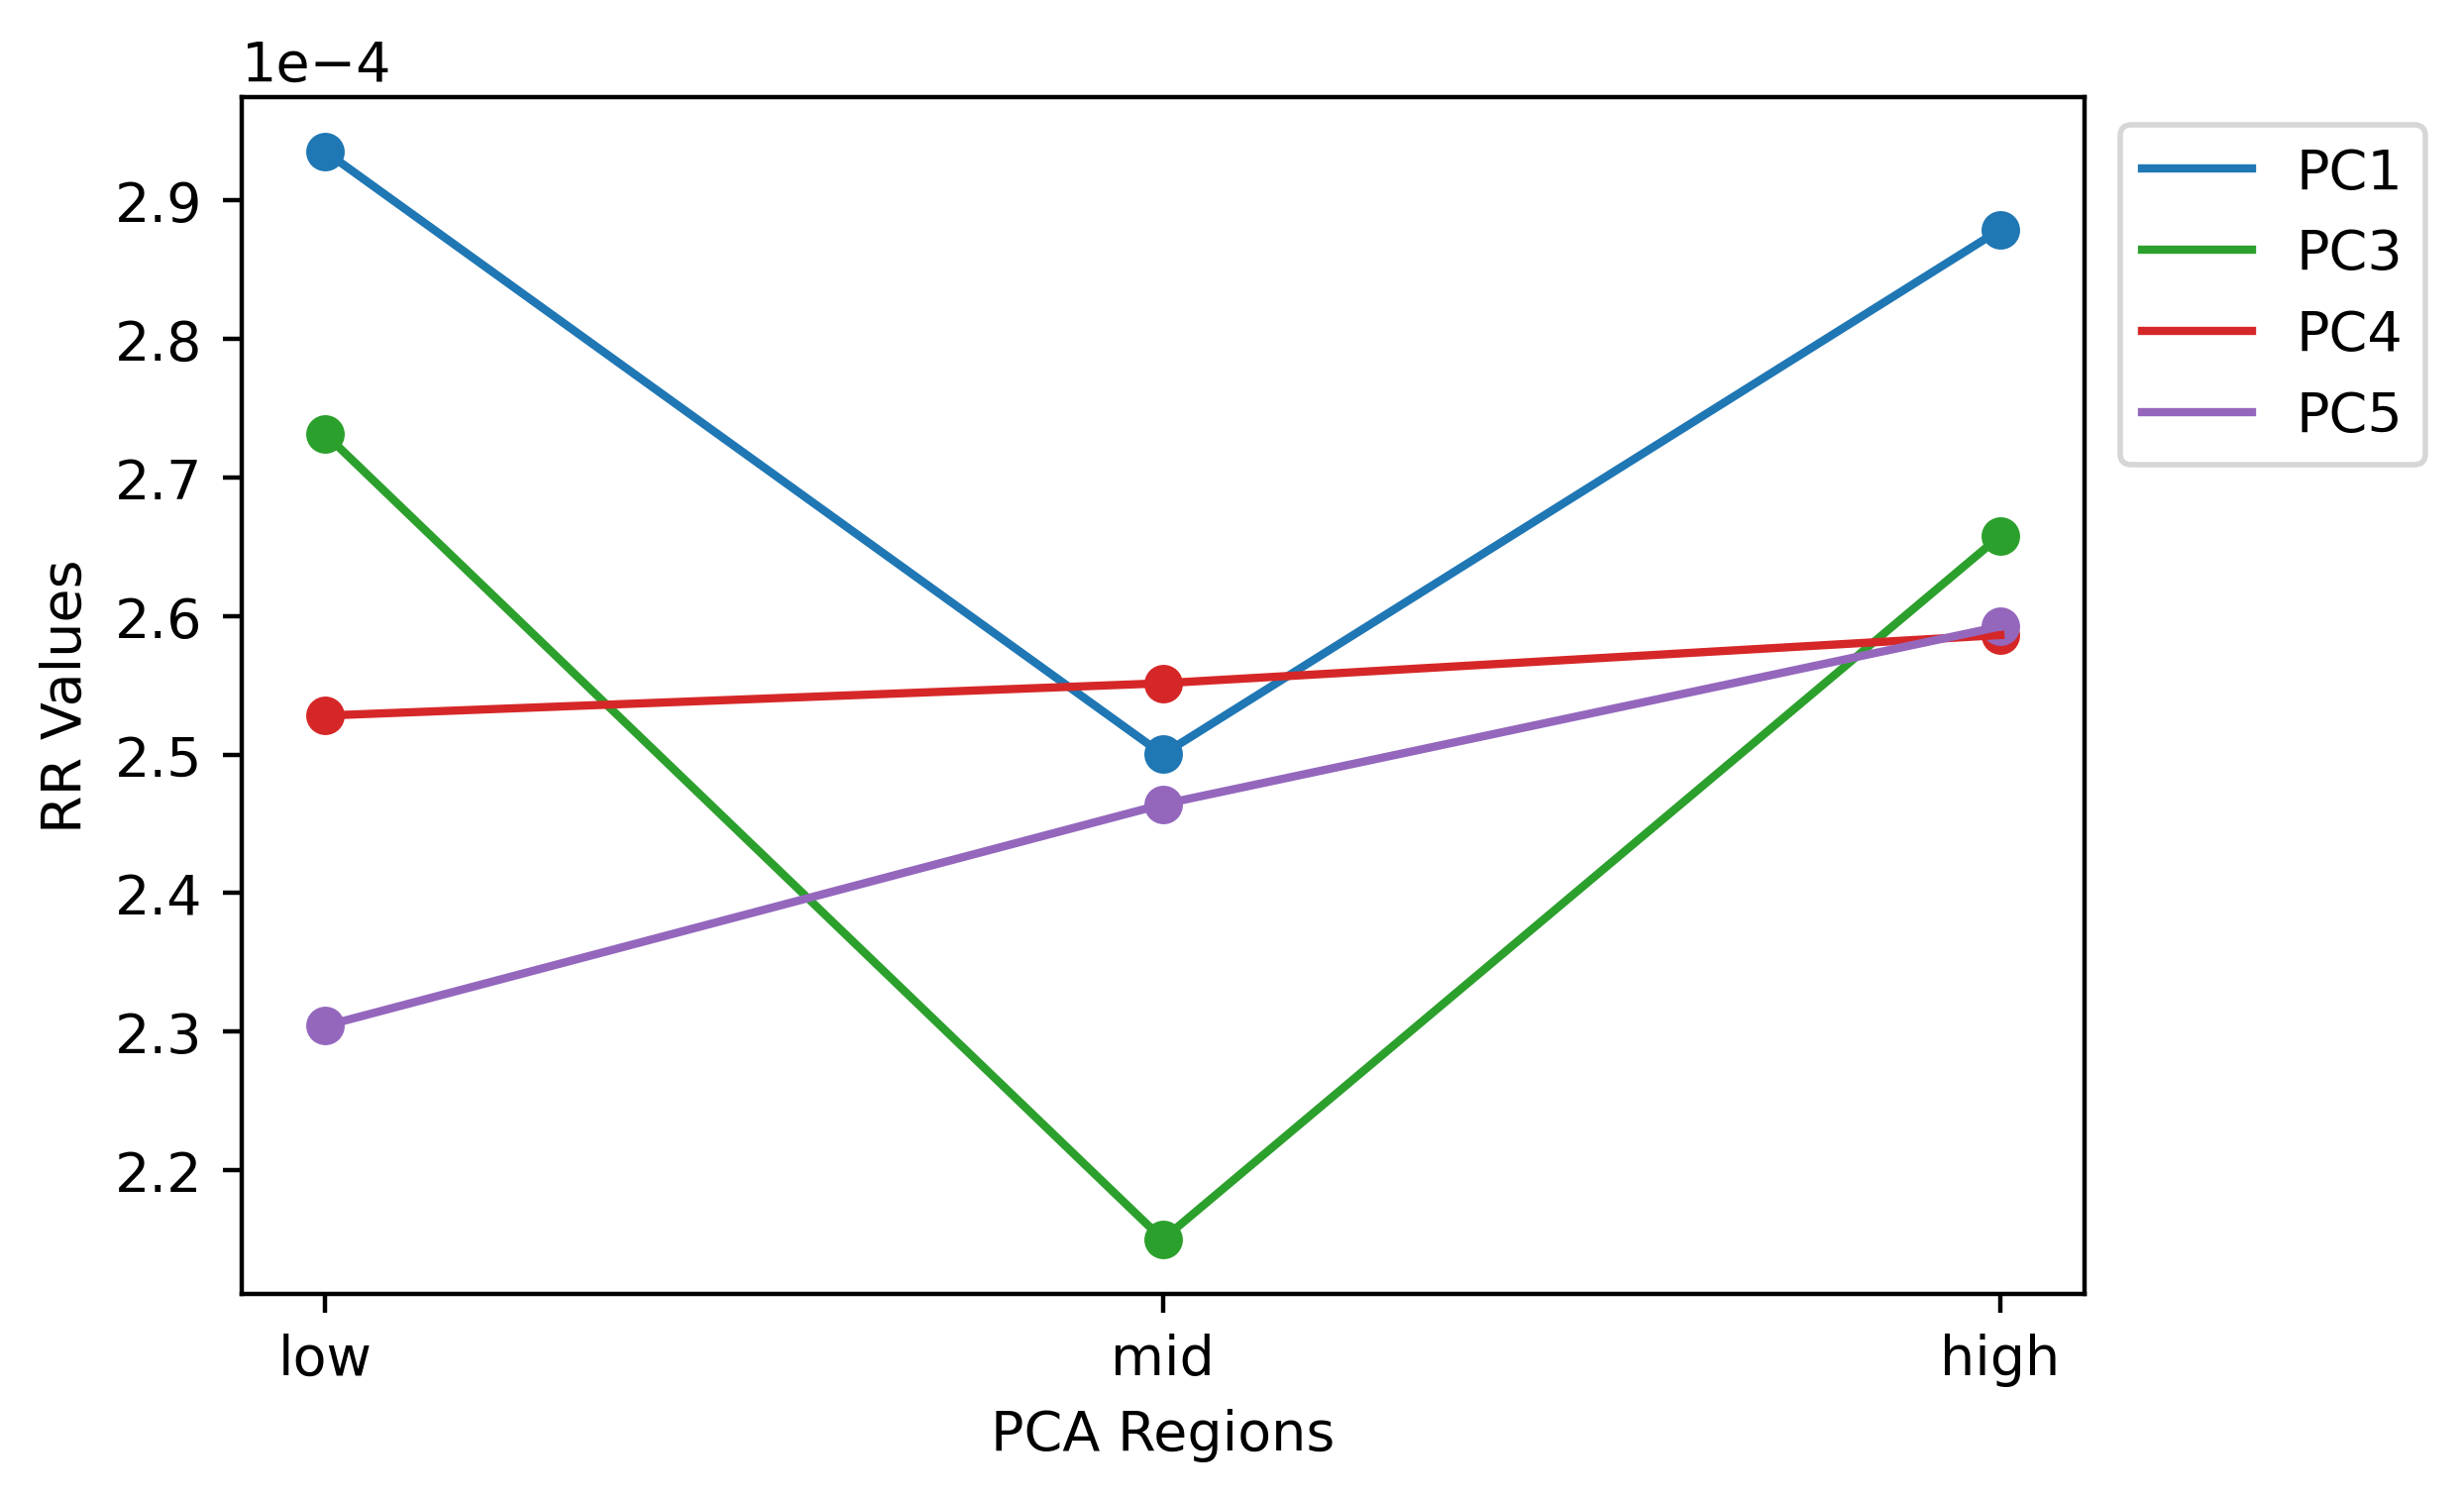 1e−4
2.9
2.8
2.7
2.6
2.5
2.4
2.3
2.2
RR Values
low
mid
high
PCA Regions
PC1
PC3
PC4
PC5